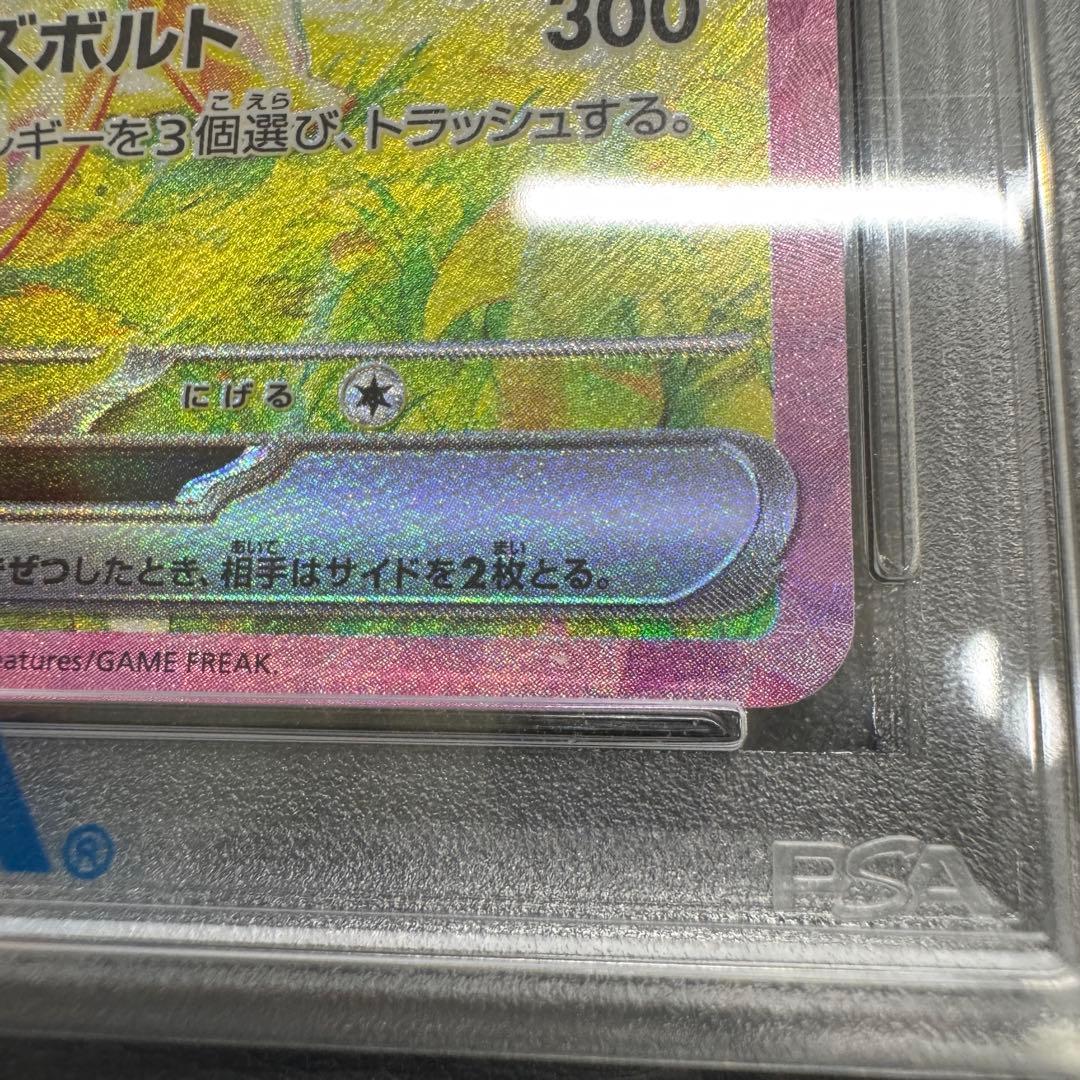 ズボルト 300
ルギーを3個選び、トラッシュする。
こ えら
にげる
ぜつしたとき、相手はサイドを2枚とる。
あいて まい
eatures/GAME FREAK.
®
PSA